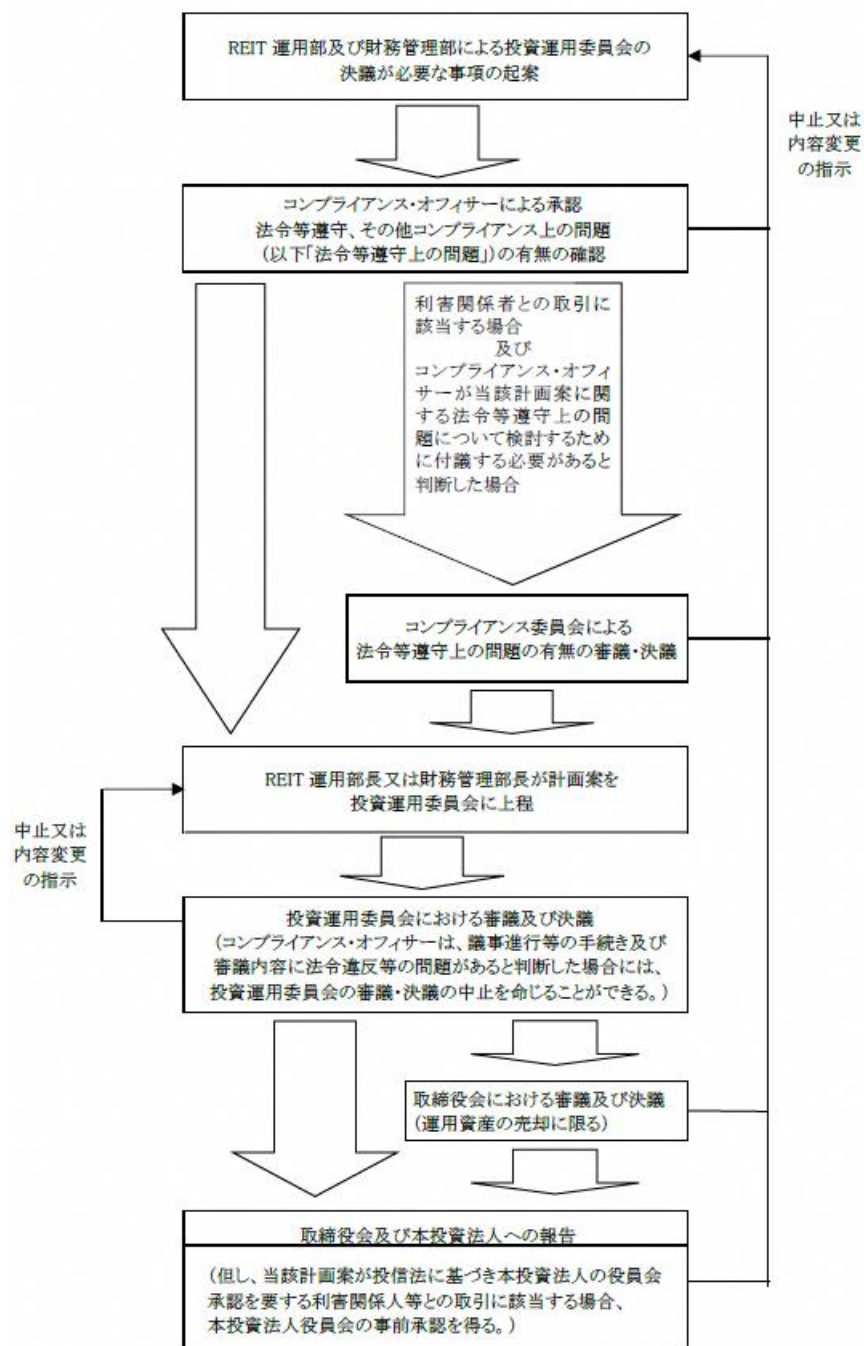 REIT 運用部及び財務管理部による投資運用委員会の
決議が必要な事項の起案
中止又は
内容変更
の指示
コンプライアンス・オフィサーによる承認
法令等遵守、その他コンプライアンス上の問題
(以下「法令等遵守上の問題」)の有無の確認
利害関係者との取引に
該当する場合
及び
コンプライアンス・オフィ
サーが当該計画案に関
する法令等遵守上の問
題について検討するため
に付議する必要があると
判断した場合
コンプライアンス委員会による
法令等遵守上の問題の有無の審議・決議
REIT 運用部長又は財務管理部長が計画案を
投資運用委員会に上程
中止又は
内容変更
の指示
投資運用委員会における審議及び決議
(コンプライアンス・オフィサーは、議事進行等の手続き及び
審議内容に法令違反等の問題があると判断した場合には、
投資運用委員会の審議・決議の中止を命じることができる。)
取締役会における審議及び決議
(運用資産の売却に限る)
取締役会及び本投資法人への報告
(但し、当該計画案が投信法に基づき本投資法人の役員会
承認を要する利害関係人等との取引に該当する場合、
本投資法人役員会の事前承認を得る。)